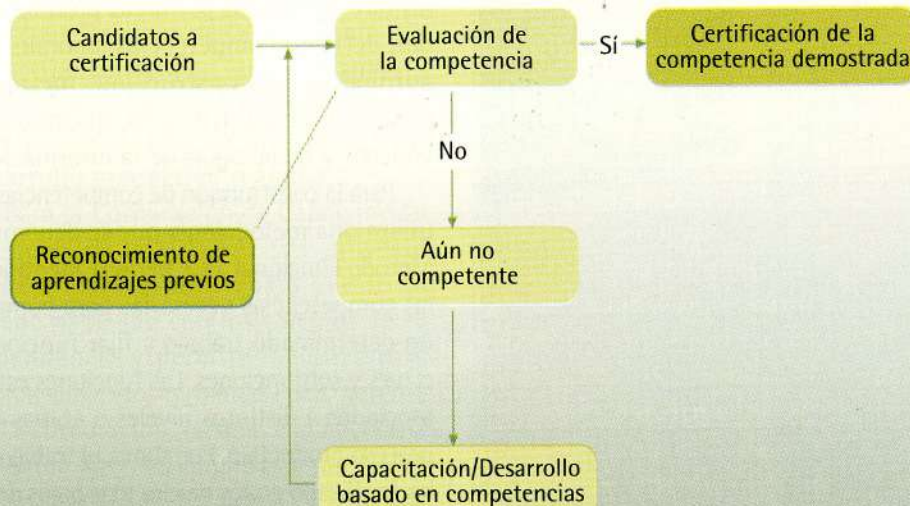 Candidatos a
certificación
Evaluación de
la competencia
Sí
Certificación de la
competencia demostrada
No
Reconocimiento de
aprendizajes previos
Aún no
competente
Capacitación/Desarrollo
basado en competencias